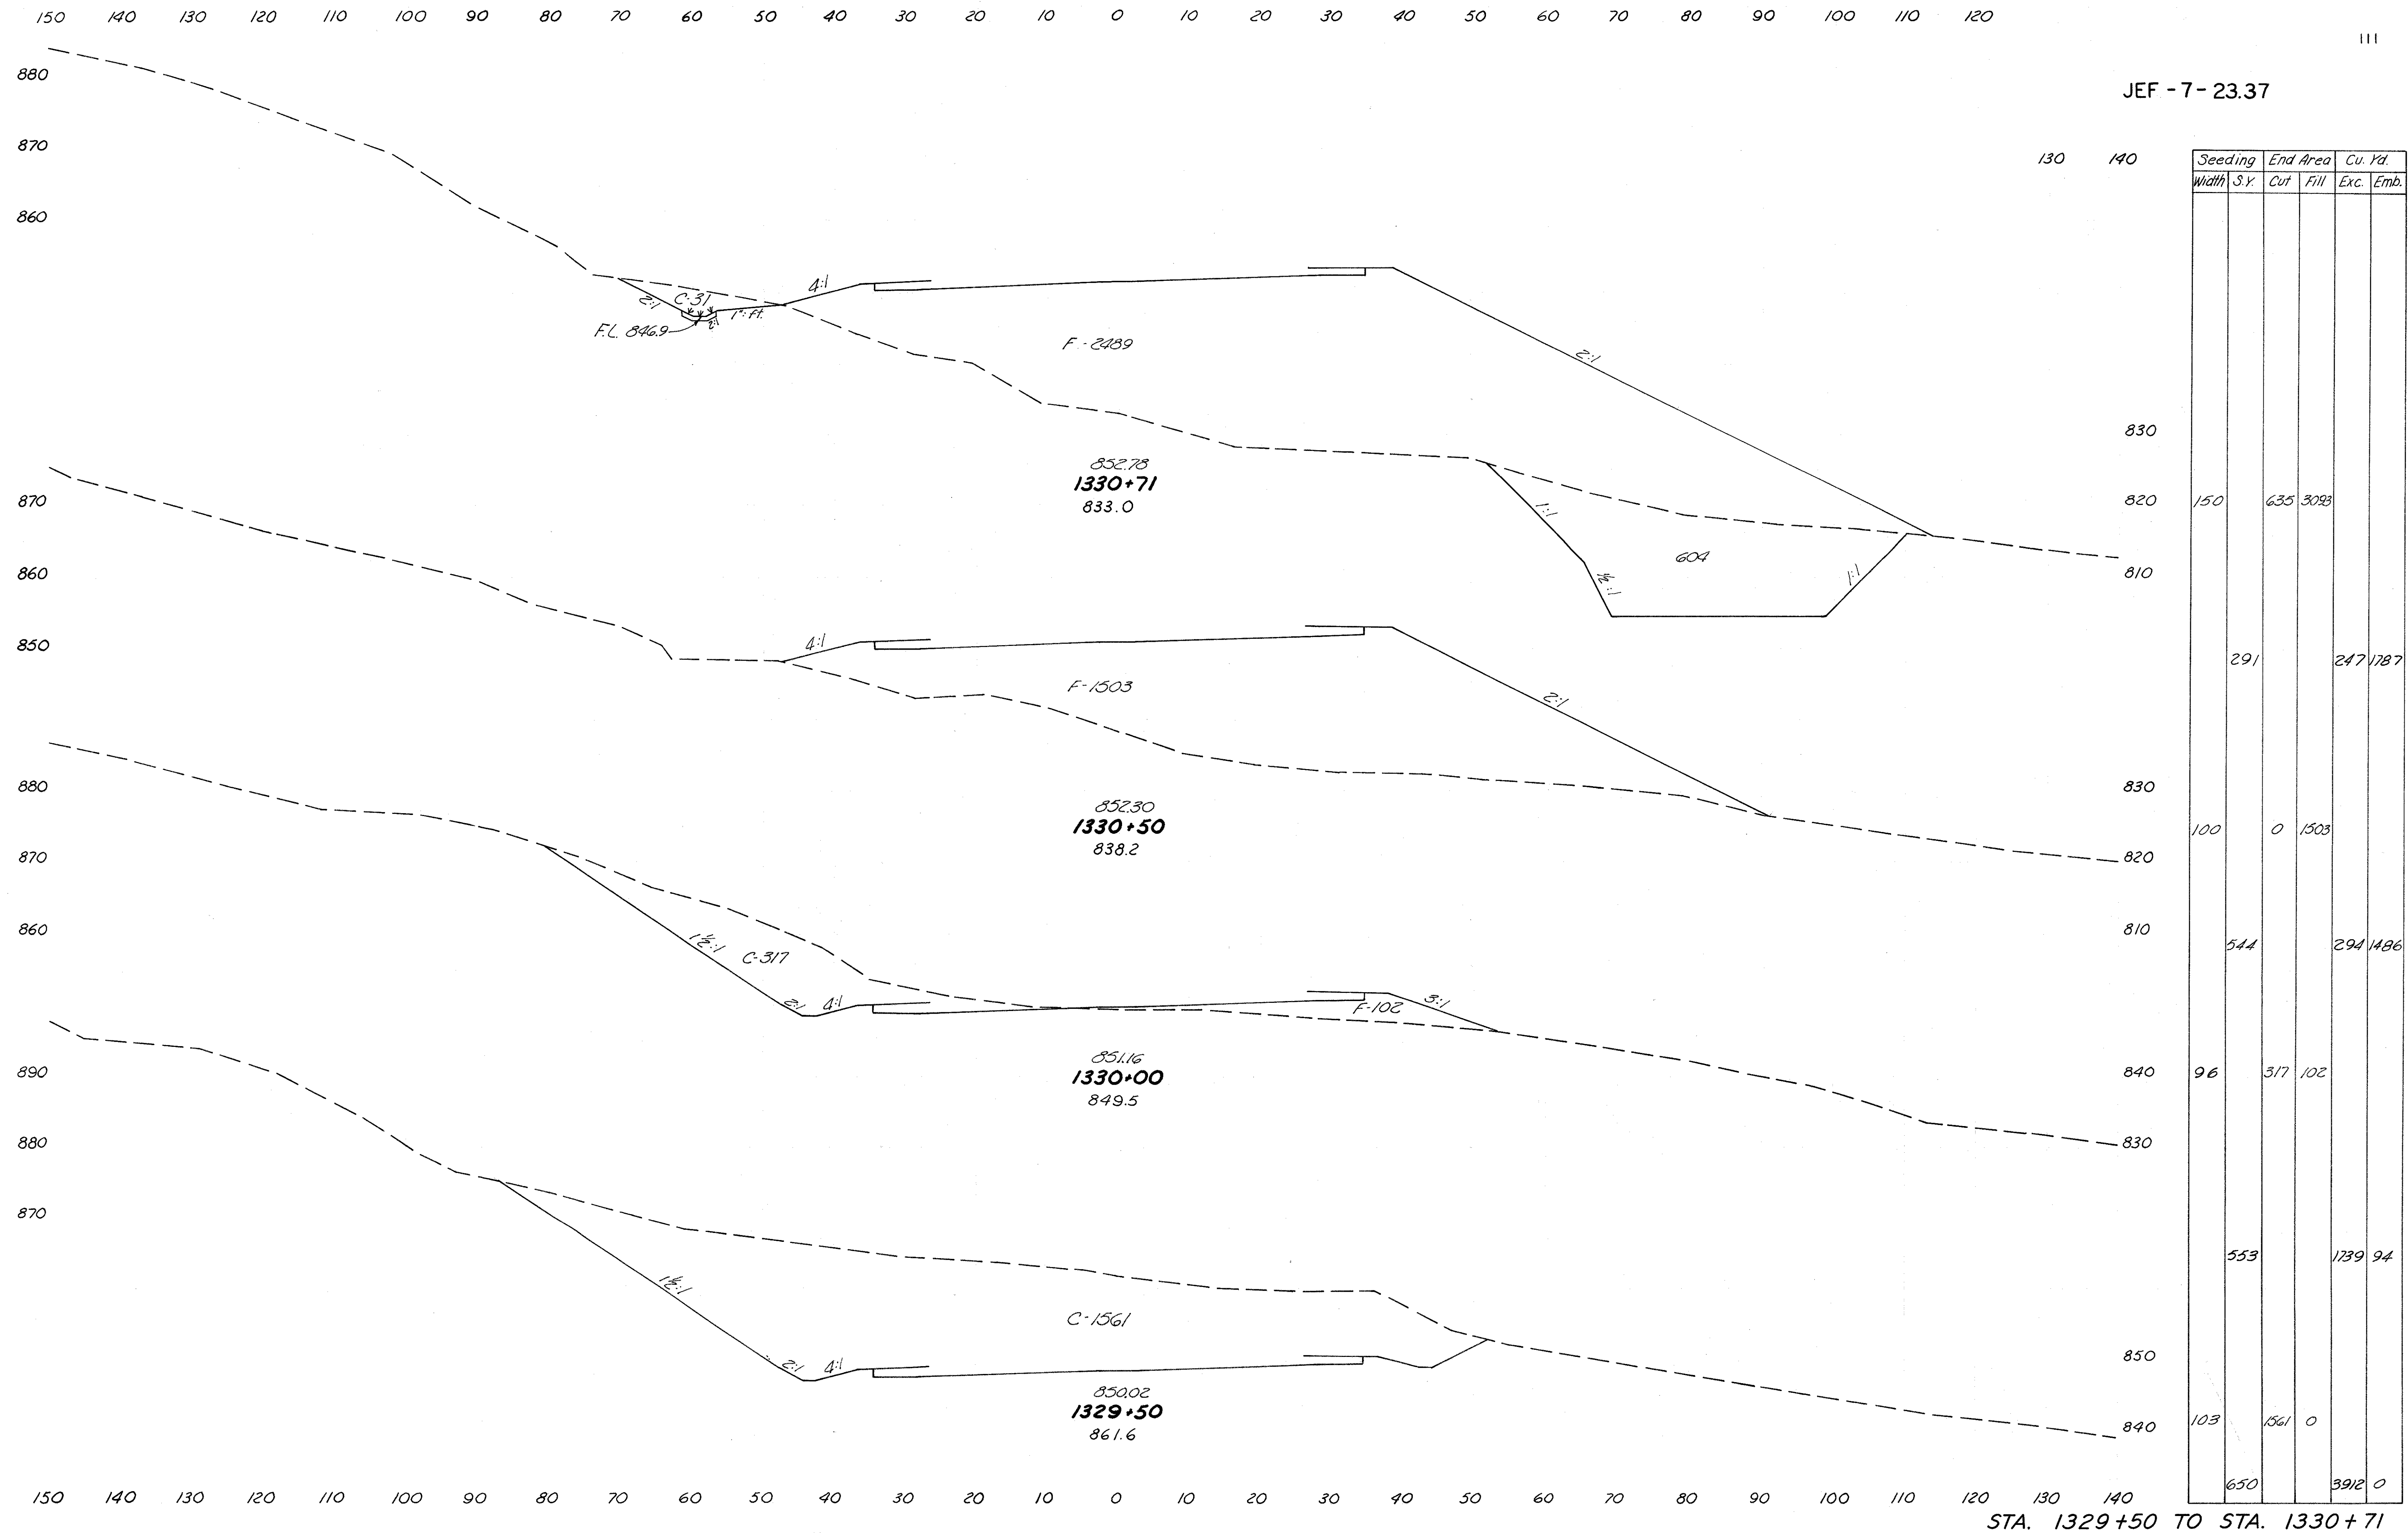 150 140 130 120 110 100 90 80 70 60 50 40 30 20 10 0 10 20 30 40 50 60 70 80 90 100 110 120
111
880
JEF - 7 - 23.37
870
130 140
Seeding End Area Cu. Yd.
Width S.Y. Cut Fill Exc. Emb.
860
4:1
2:1 C-31 1":ft.
F.L. 846.9 2:1
F - 2489
2:1
830
852.78
1330+71
833.0
870
820
150 635 3093
1:1
604
860
½:1 1:1
810
850
4:1
291 247 1787
F-1503
2:1
880
830
852.30
1330+50
838.2
100 0 1503
870
820
860
810
1½:1
C-317
544 294 1486
2:1 4:1
F-102
3:1
851.16
1330+00
849.5
890
840
96 317 102
880
830
870
553 1739 94
1½:1
C-1561
2:1 4:1
850
850.02
1329+50
861.6
840
103 1561 0
650 3912 0
150 140 130 120 110 100 90 80 70 60 50 40 30 20 10 0 10 20 30 40 50 60 70 80 90 100 110 120 130 140
STA. 1329+50 TO STA. 1330+71